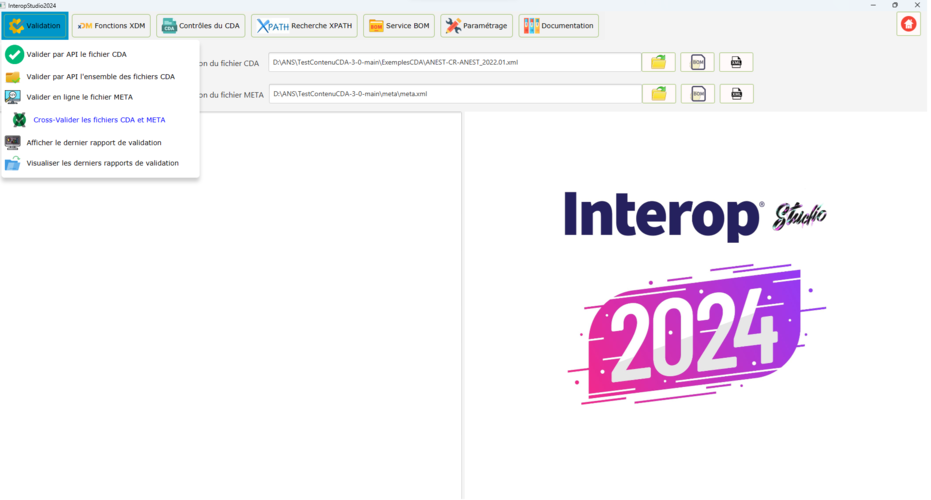 InteropStudio2024
Validation
xDM Fonctions XDM
CDA Contrôles du CDA
XPATH Recherche XPATH
BOM Service BOM
Paramétrage
Documentation
Valider par API le fichier CDA
on du fichier CDA D:\ANS\TestContenuCDA-3-0-main\ExemplesCDA\ANEST-CR-ANEST_2022.01.xml BOM XML
Valider par API l'ensemble des fichiers CDA
Valider en ligne le fichier META
on du fichier META D:\ANS\TestContenuCDA-3-0-main\meta\meta.xml BOM XML
Cross-Valider les fichiers CDA et META
Afficher le dernier rapport de validation
Visualiser les derniers rapports de validation
Interop® Studio
2024